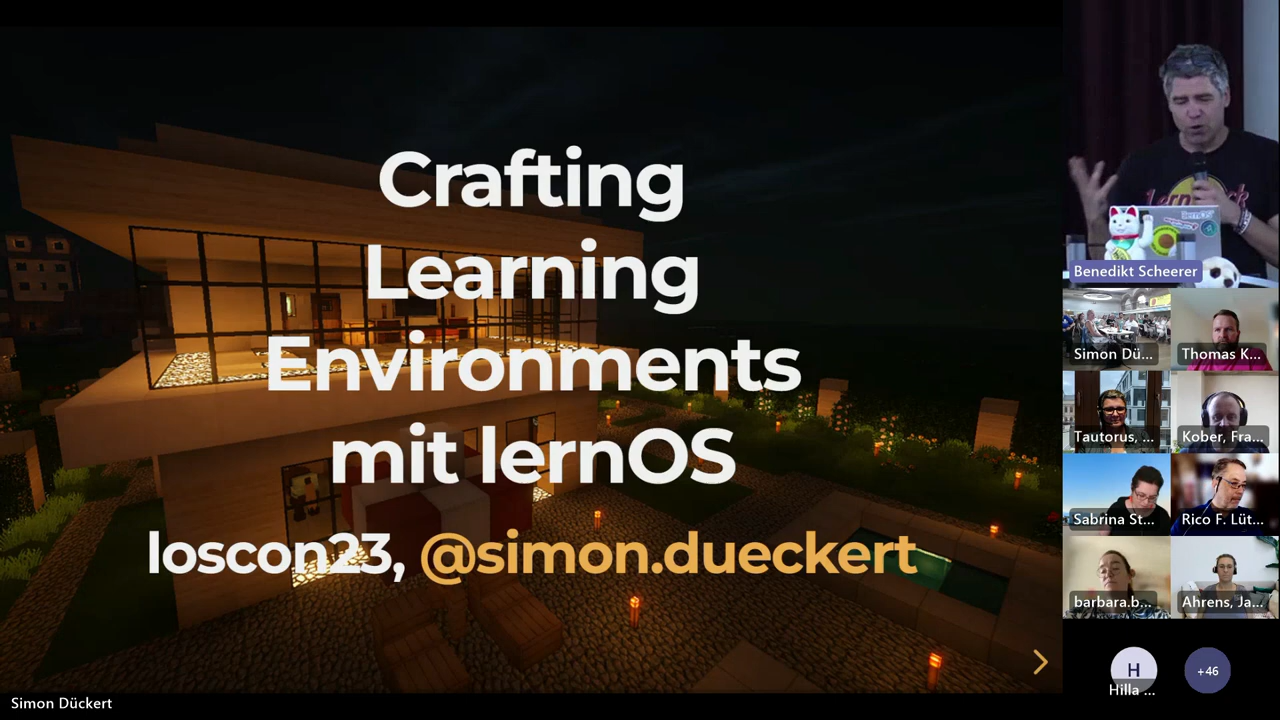 Crafting
Learning
Environments
mit lernOS
loscon23, @simon.dueckert
Simon Dückert
Benedikt Scheerer
Simon Dü...
Thomas K...
Tautorus, ...
Kober, Fra...
Sabrina St...
Rico F. Lüt...
barbara.b...
Ahrens, Ja...
H
Hilla ...
+46